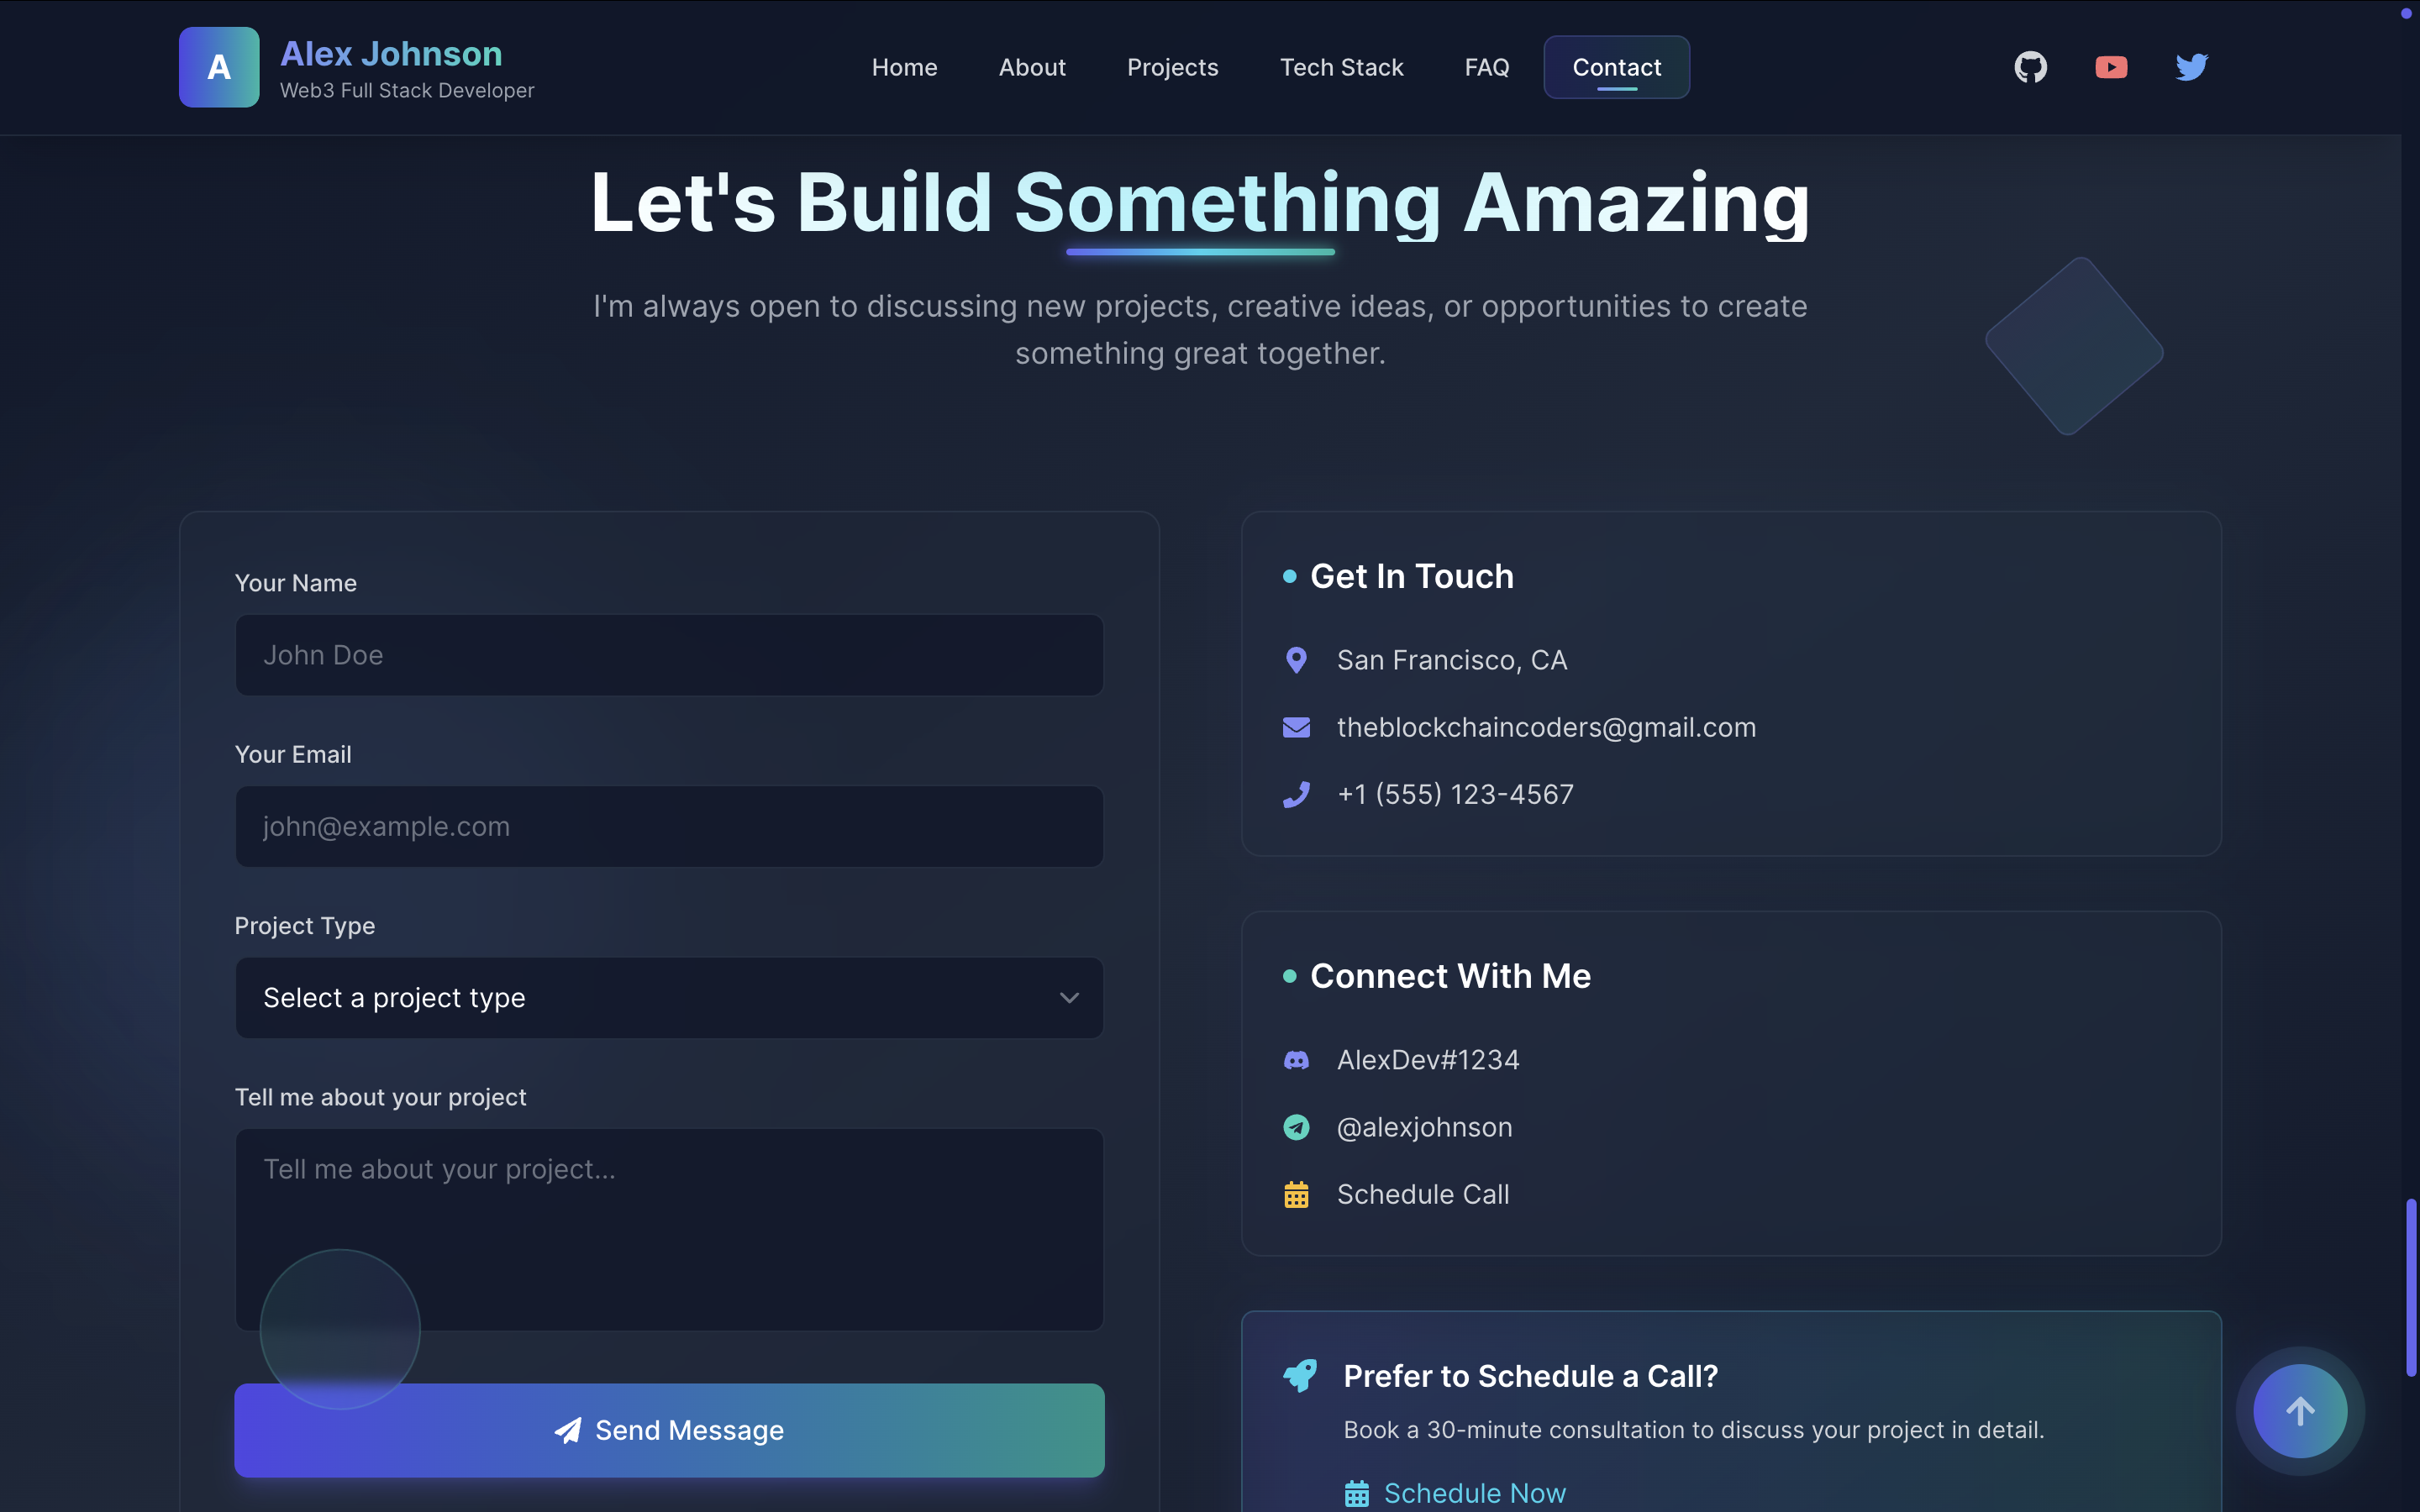 A
Alex Johnson
Web3 Full Stack Developer
Home
About
Projects
Tech Stack
FAQ
Contact
Let's Build Something Amazing
I'm always open to discussing new projects, creative ideas, or opportunities to create
something great together.
Your Name
John Doe
Your Email
john@example.com
Project Type
Select a project type
Tell me about your project
Tell me about your project...
Send Message
Get In Touch
San Francisco, CA
theblockchaincoders@gmail.com
+1 (555) 123-4567
Connect With Me
AlexDev#1234
@alexjohnson
Schedule Call
Prefer to Schedule a Call?
Book a 30-minute consultation to discuss your project in detail.
Schedule Now